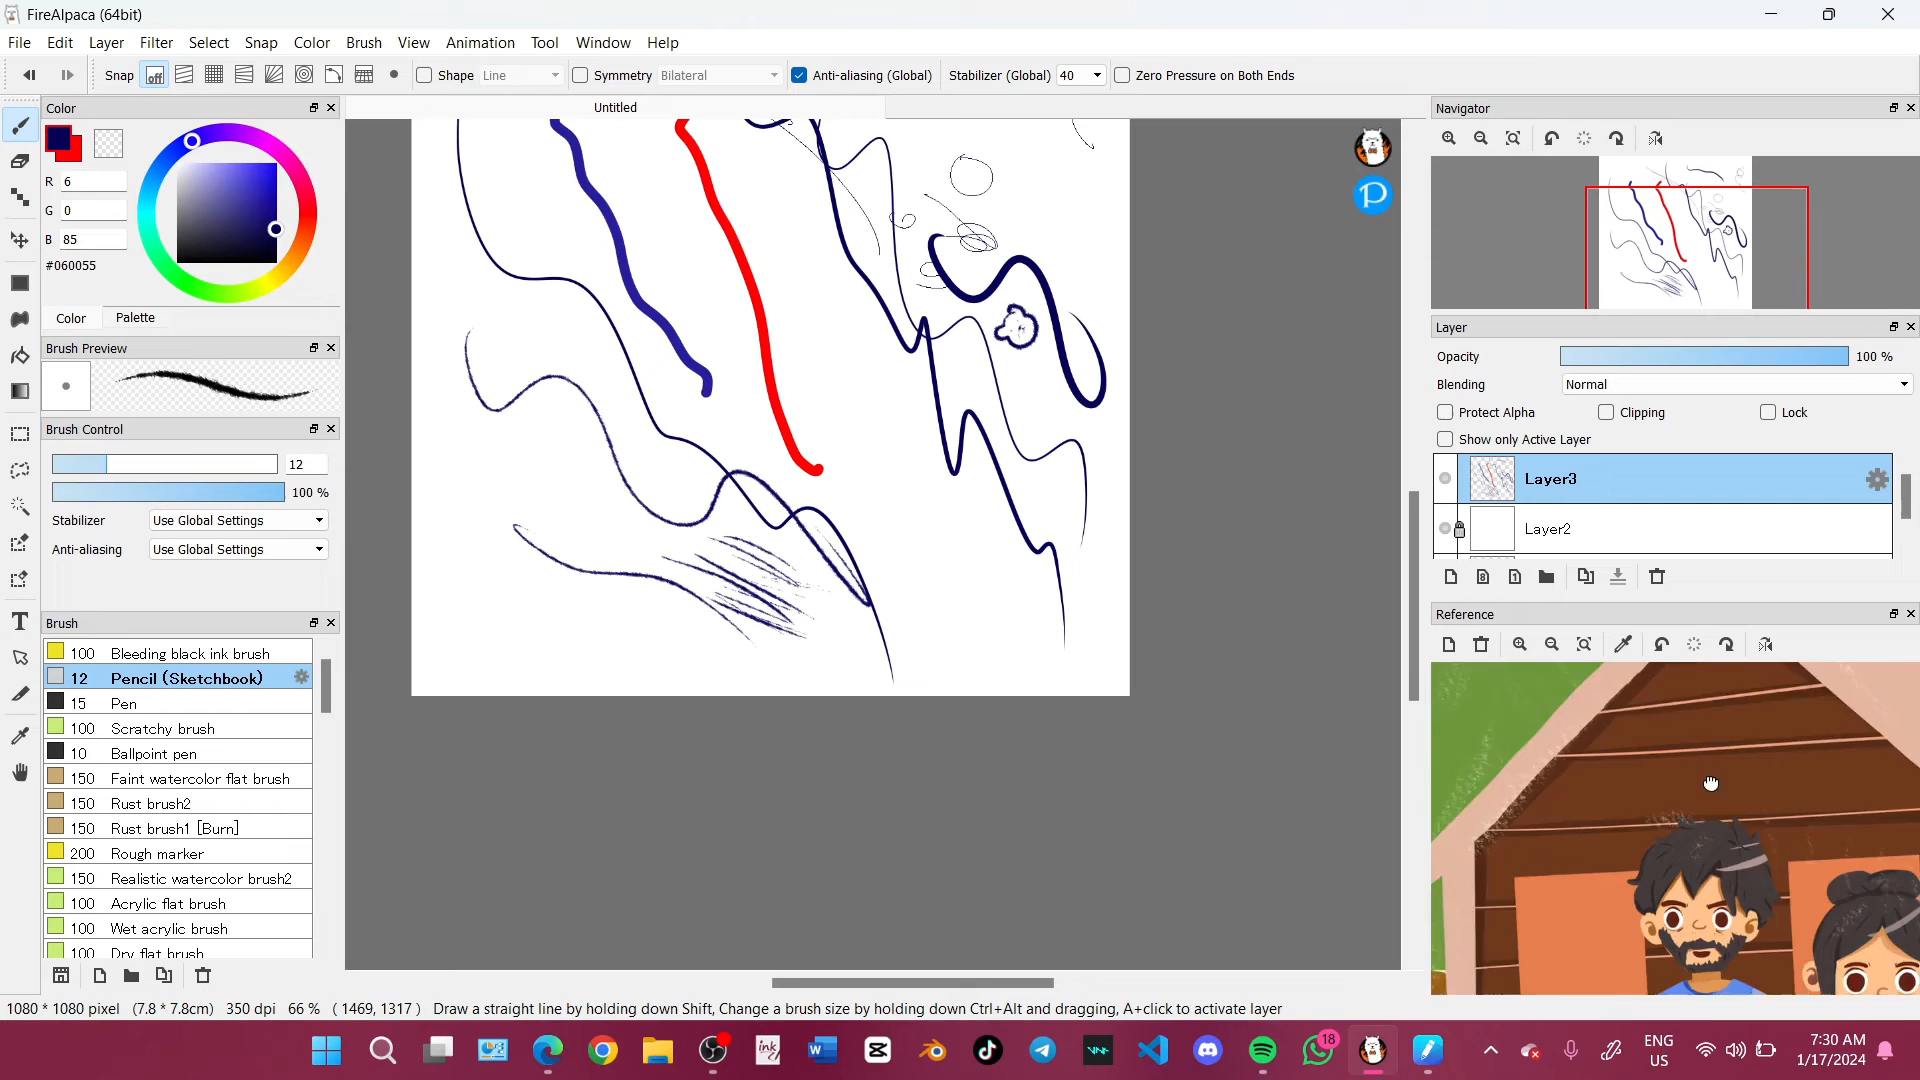 FireAlpaca (64bit)
File Edit Layer Filter Select Snap Color Brush View Animation Tool Window Help
Snap off Shape Line Symmetry Bilateral Anti-aliasing (Global) Stabilizer (Global) 40 Zero Pressure on Both Ends
Color
Untitled
Navigator
R 6
G 0
B 85
#060055
Color Palette
Brush Preview
Brush Control
12
100 %
Stabilizer Use Global Settings
Anti-aliasing Use Global Settings
Brush
100 Bleeding black ink brush
12 Pencil (Sketchbook)
15 Pen
100 Scratchy brush
10 Ballpoint pen
150 Faint watercolor flat brush
150 Rust brush2
150 Rust brush1 [Burn]
200 Rough marker
150 Realistic watercolor brush2
100 Acrylic flat brush
100 Wet acrylic brush
100 Dry flat brush
P
Layer
Opacity 100 %
Blending Normal
Protect Alpha Clipping Lock
Show only Active Layer
Layer3
Layer2
8 1
Reference
1080 * 1080 pixel (7.8 * 7.8cm) 350 dpi 66 % ( 1469, 1317 ) Draw a straight line by holding down Shift, Change a brush size by holding down Ctrl+Alt and dragging, A+click to activate layer
ink
W
18
ENG
US
7:30 AM
1/17/2024